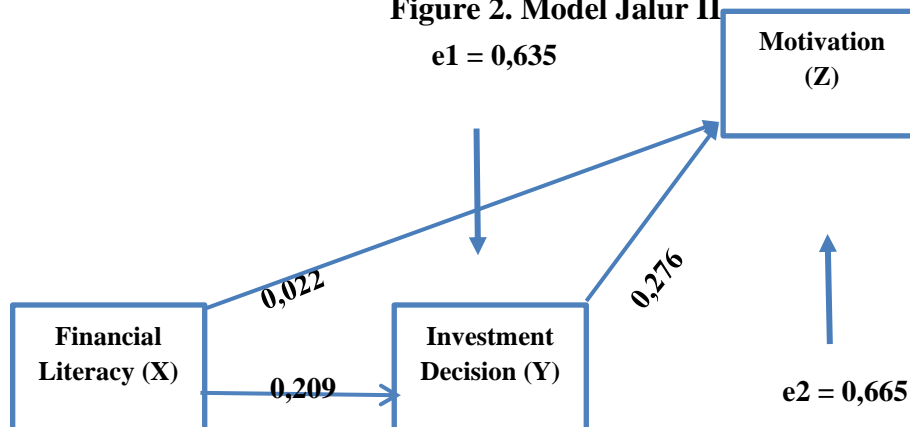 Figure 2. Model Jalur II
e1 = 0,635
Motivation
(Z)
0,022
0,276
Financial
Literacy (X)
Investment
Decision (Y)
0,209
e2 = 0,665